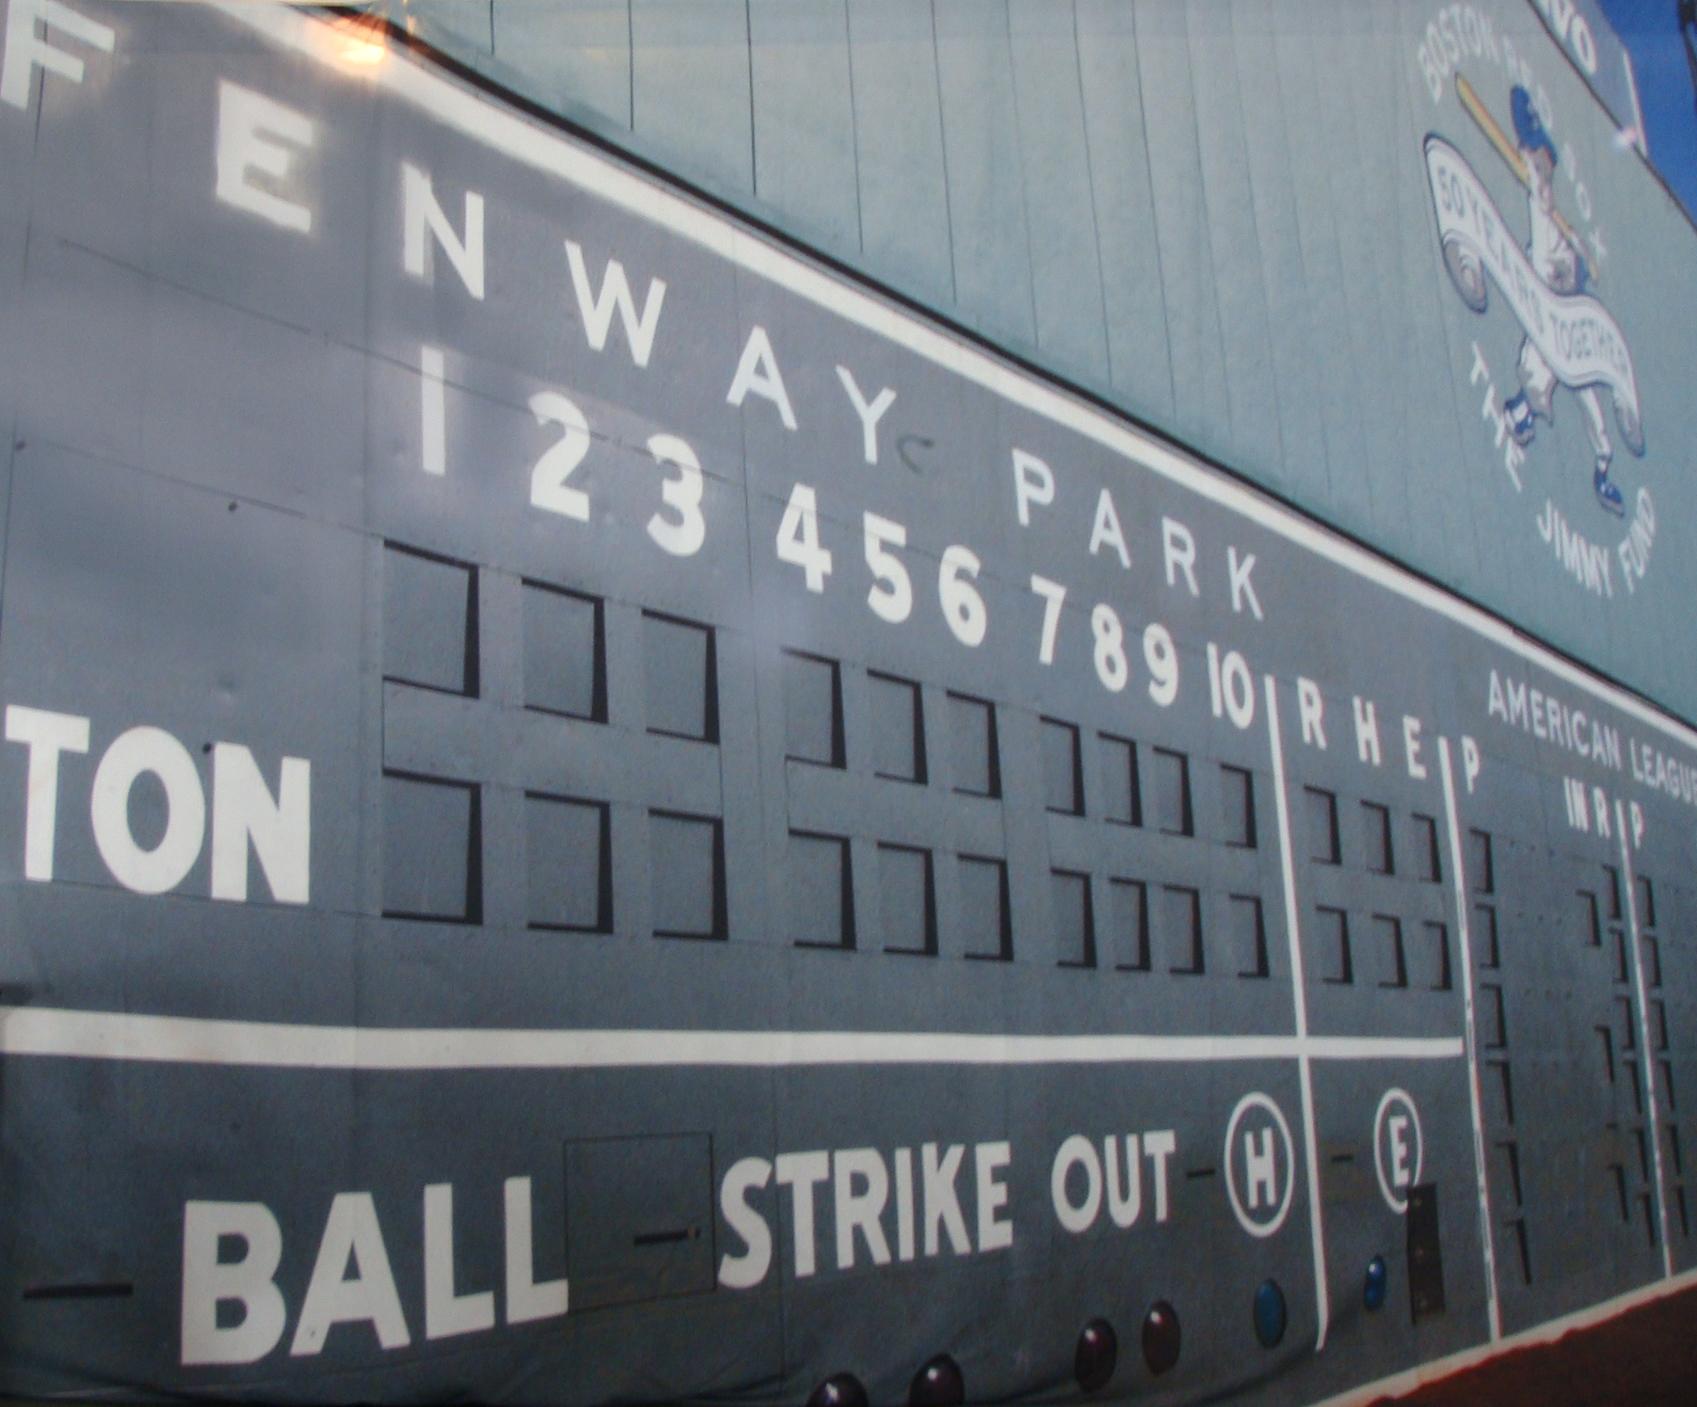 FENWAY PARK
1 2 3 4 5 6 7 8 9 10 R H E P
AMERICAN LEAGUE
IN R P
TON
BALL STRIKE OUT H E
BOSTON RED SOX
50 YEARS TOGETHER
THE JIMMY FUND